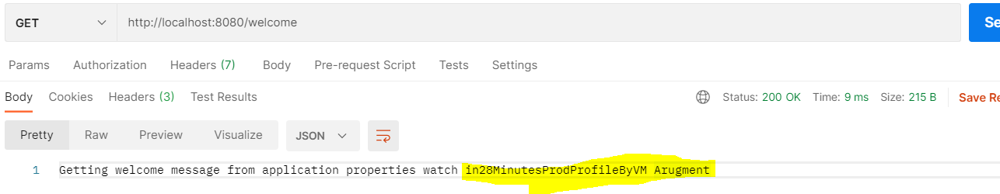 GET http://localhost:8080/welcome Se
Params Authorization Headers (7) Body Pre-request Script Tests Settings
Body Cookies Headers (3) Test Results Status: 200 OK Time: 9 ms Size: 215 B Save Re
Pretty Raw Preview Visualize JSON
1 Getting welcome message from application properties watch in28MinutesProdProfileByVM Arugment